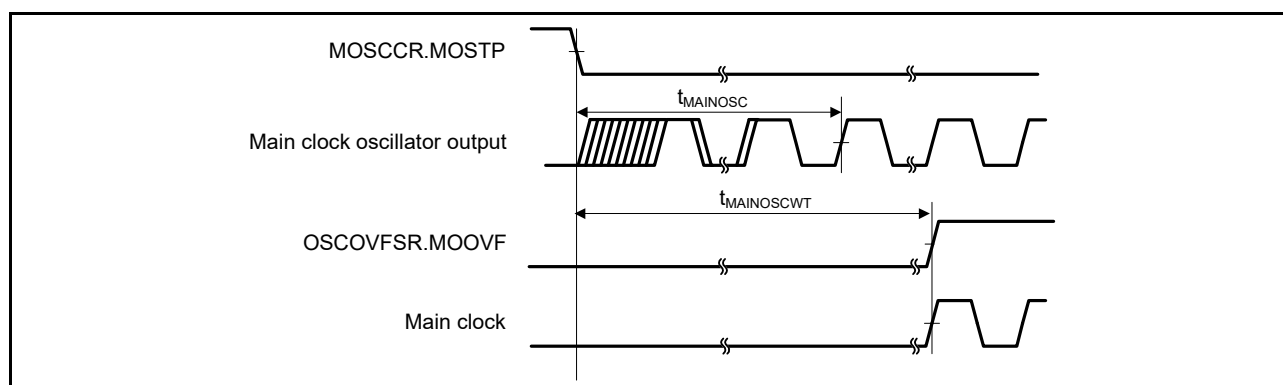 MOSCCR.MOSTP
tMAINOSC
Main clock oscillator output
tMAINOSCWT
OSCOVFSR.MOOVF
Main clock